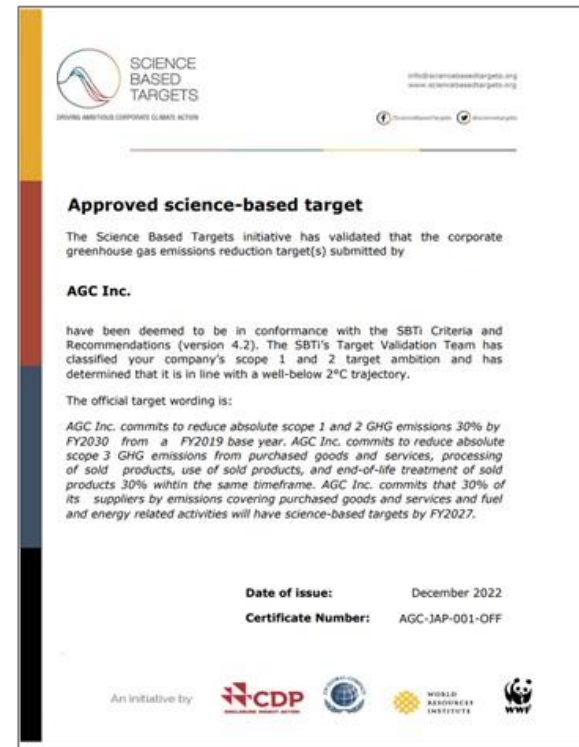 SCIENCE
BASED
TARGETS
DRIVING AMBITIOUS CORPORATE CLIMATE ACTION
info@sciencebasedtargets.org
www.sciencebasedtargets.org
/ScienceBasedTargets @sciencetargets
Approved science-based target
The Science Based Targets initiative has validated that the corporate
greenhouse gas emissions reduction target(s) submitted by
AGC Inc.
have been deemed to be in conformance with the SBTi Criteria and
Recommendations (version 4.2). The SBTi's Target Validation Team has
classified your company's scope 1 and 2 target ambition and has
determined that it is in line with a well-below 2°C trajectory.
The official target wording is:
AGC Inc. commits to reduce absolute scope 1 and 2 GHG emissions 30% by
FY2030 from a FY2019 base year. AGC Inc. commits to reduce absolute
scope 3 GHG emissions from purchased goods and services, processing
of sold products, use of sold products, and end-of-life treatment of sold
products 30% wihtin the same timeframe. AGC Inc. commits that 30% of
its suppliers by emissions covering purchased goods and services and fuel
and energy related activities will have science-based targets by FY2027.
Date of issue: December 2022
Certificate Number: AGC-JAP-001-OFF
An initiative by
CDP
DISCLOSURE INSIGHT ACTION
WORLD
RESOURCES
INSTITUTE
WWF